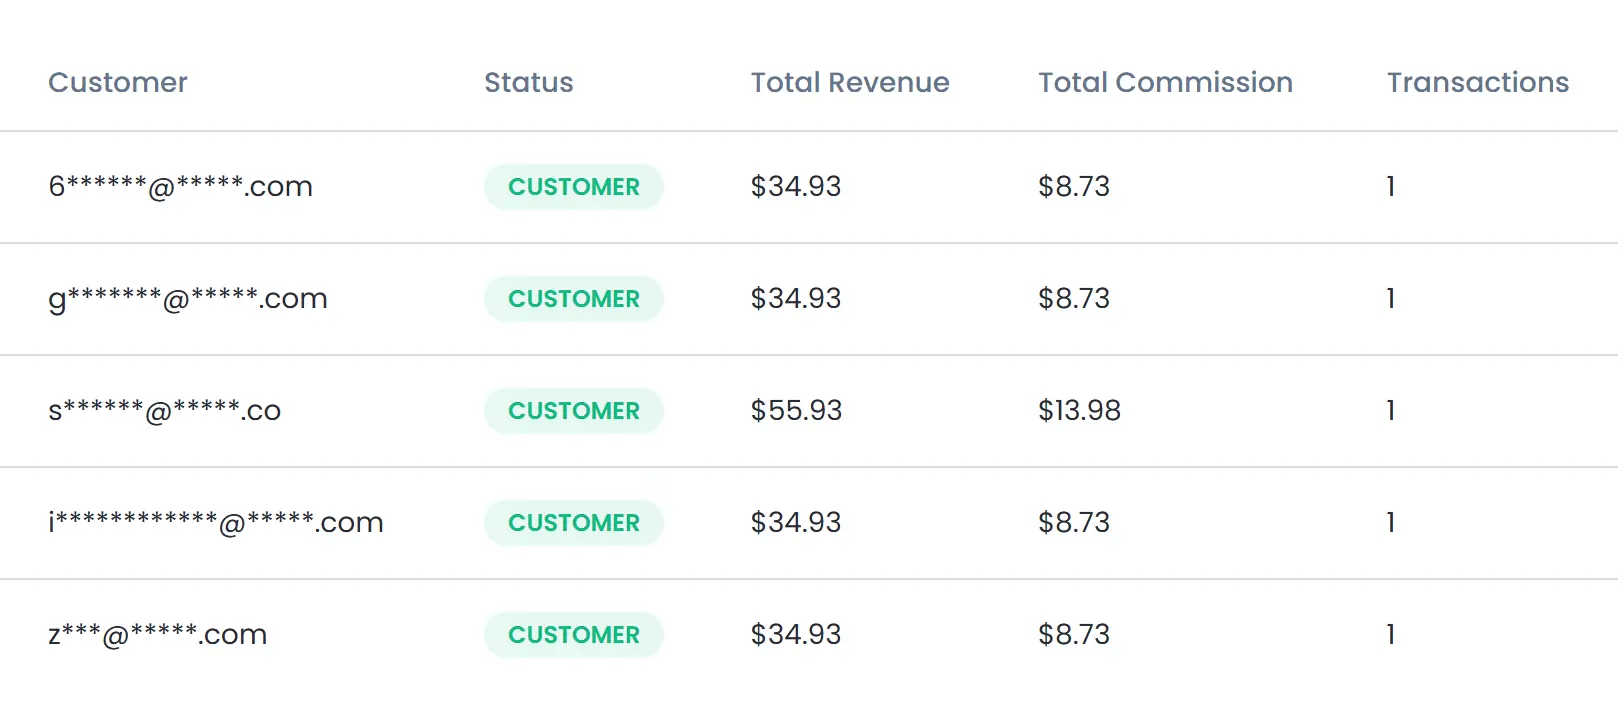 Customer Status Total Revenue Total Commission Transactions
6******@*****.com CUSTOMER $34.93 $8.73 1
g*******@*****.com CUSTOMER $34.93 $8.73 1
s******@*****.co CUSTOMER $55.93 $13.98 1
i************@*****.com CUSTOMER $34.93 $8.73 1
z***@*****.com CUSTOMER $34.93 $8.73 1